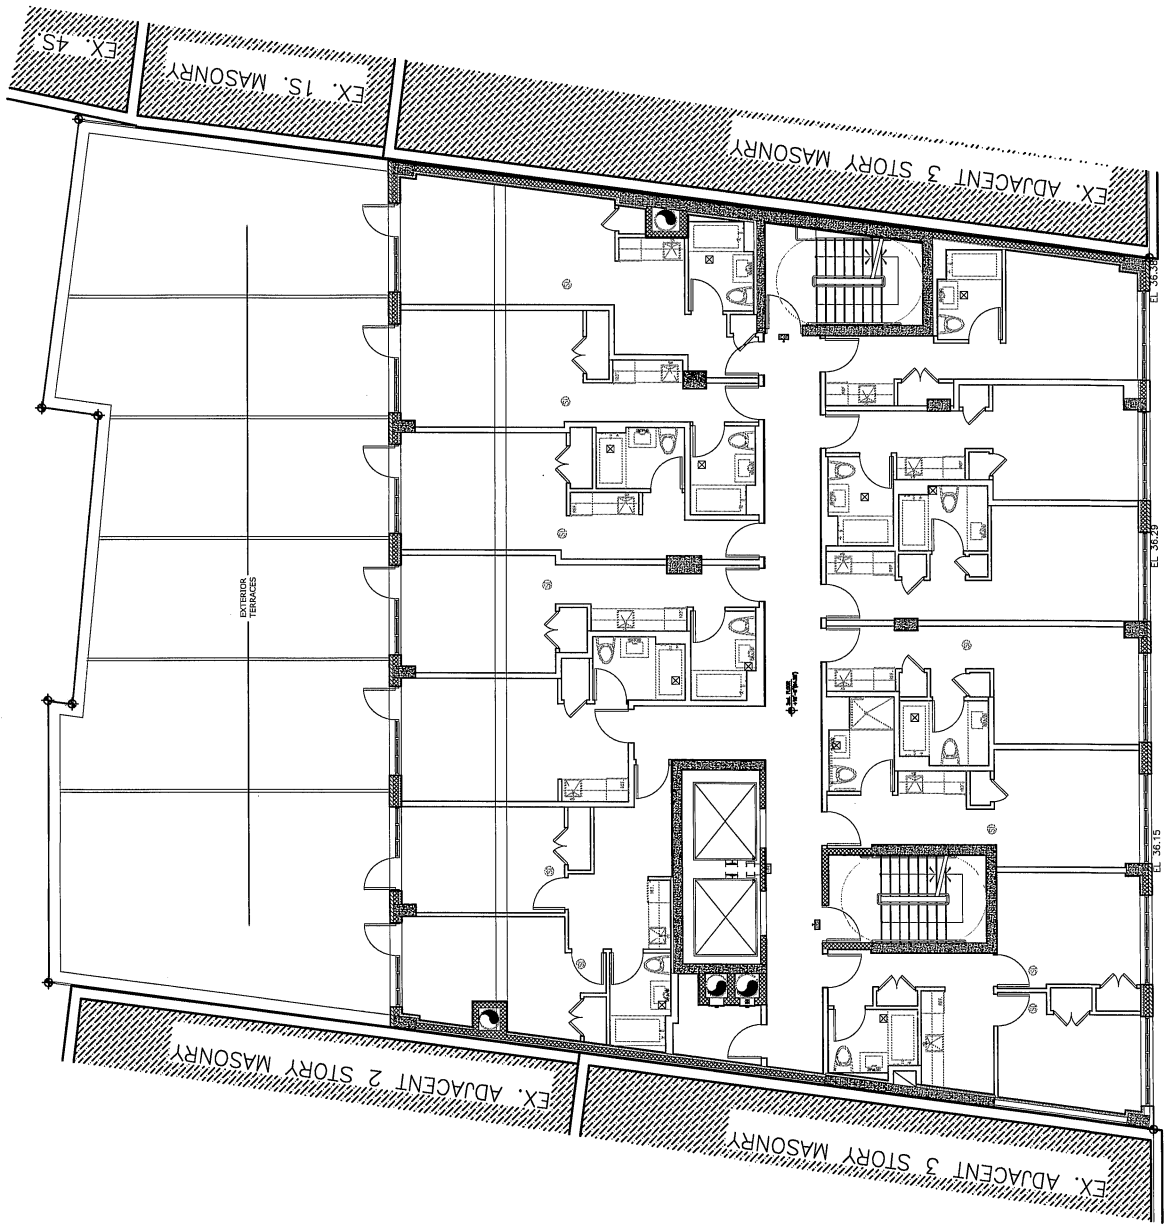 EX. 4S.
EX. 1S. MASONRY
EX. ADJACENT 3 STORY MASONRY
EL 36.38
EL 36.29
EL 36.15
EXTERIOR
TERRACES
EX. ADJACENT 2 STORY MASONRY
EX. ADJACENT 3 STORY MASONRY